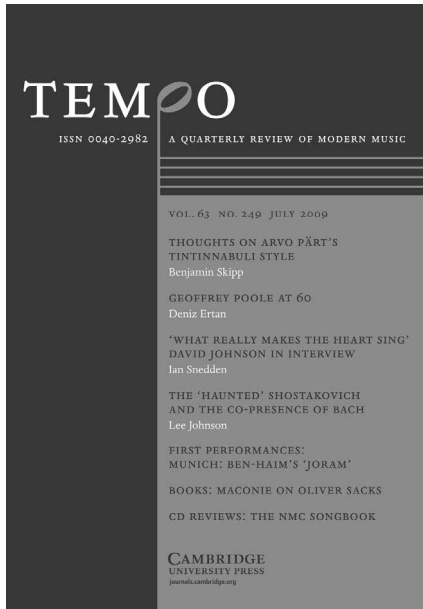 TEMPO
ISSN 0040-2982
A QUARTERLY REVIEW OF MODERN MUSIC
VOL. 63 NO. 249 JULY 2009
THOUGHTS ON ARVO PÄRT'S
TINTINNABULI STYLE
Benjamin Skipp
GEOFFREY POOLE AT 60
Deniz Ertan
‘WHAT REALLY MAKES THE HEART SING’
DAVID JOHNSON IN INTERVIEW
Ian Snedden
THE ‘HAUNTED’ SHOSTAKOVICH
AND THE CO-PRESENCE OF BACH
Lee Johnson
FIRST PERFORMANCES:
MUNICH: BEN-HAIM'S ‘JORAM’
BOOKS: MACONIE ON OLIVER SACKS
CD REVIEWS: THE NMC SONGBOOK
CAMBRIDGE
UNIVERSITY PRESS
journals.cambridge.org